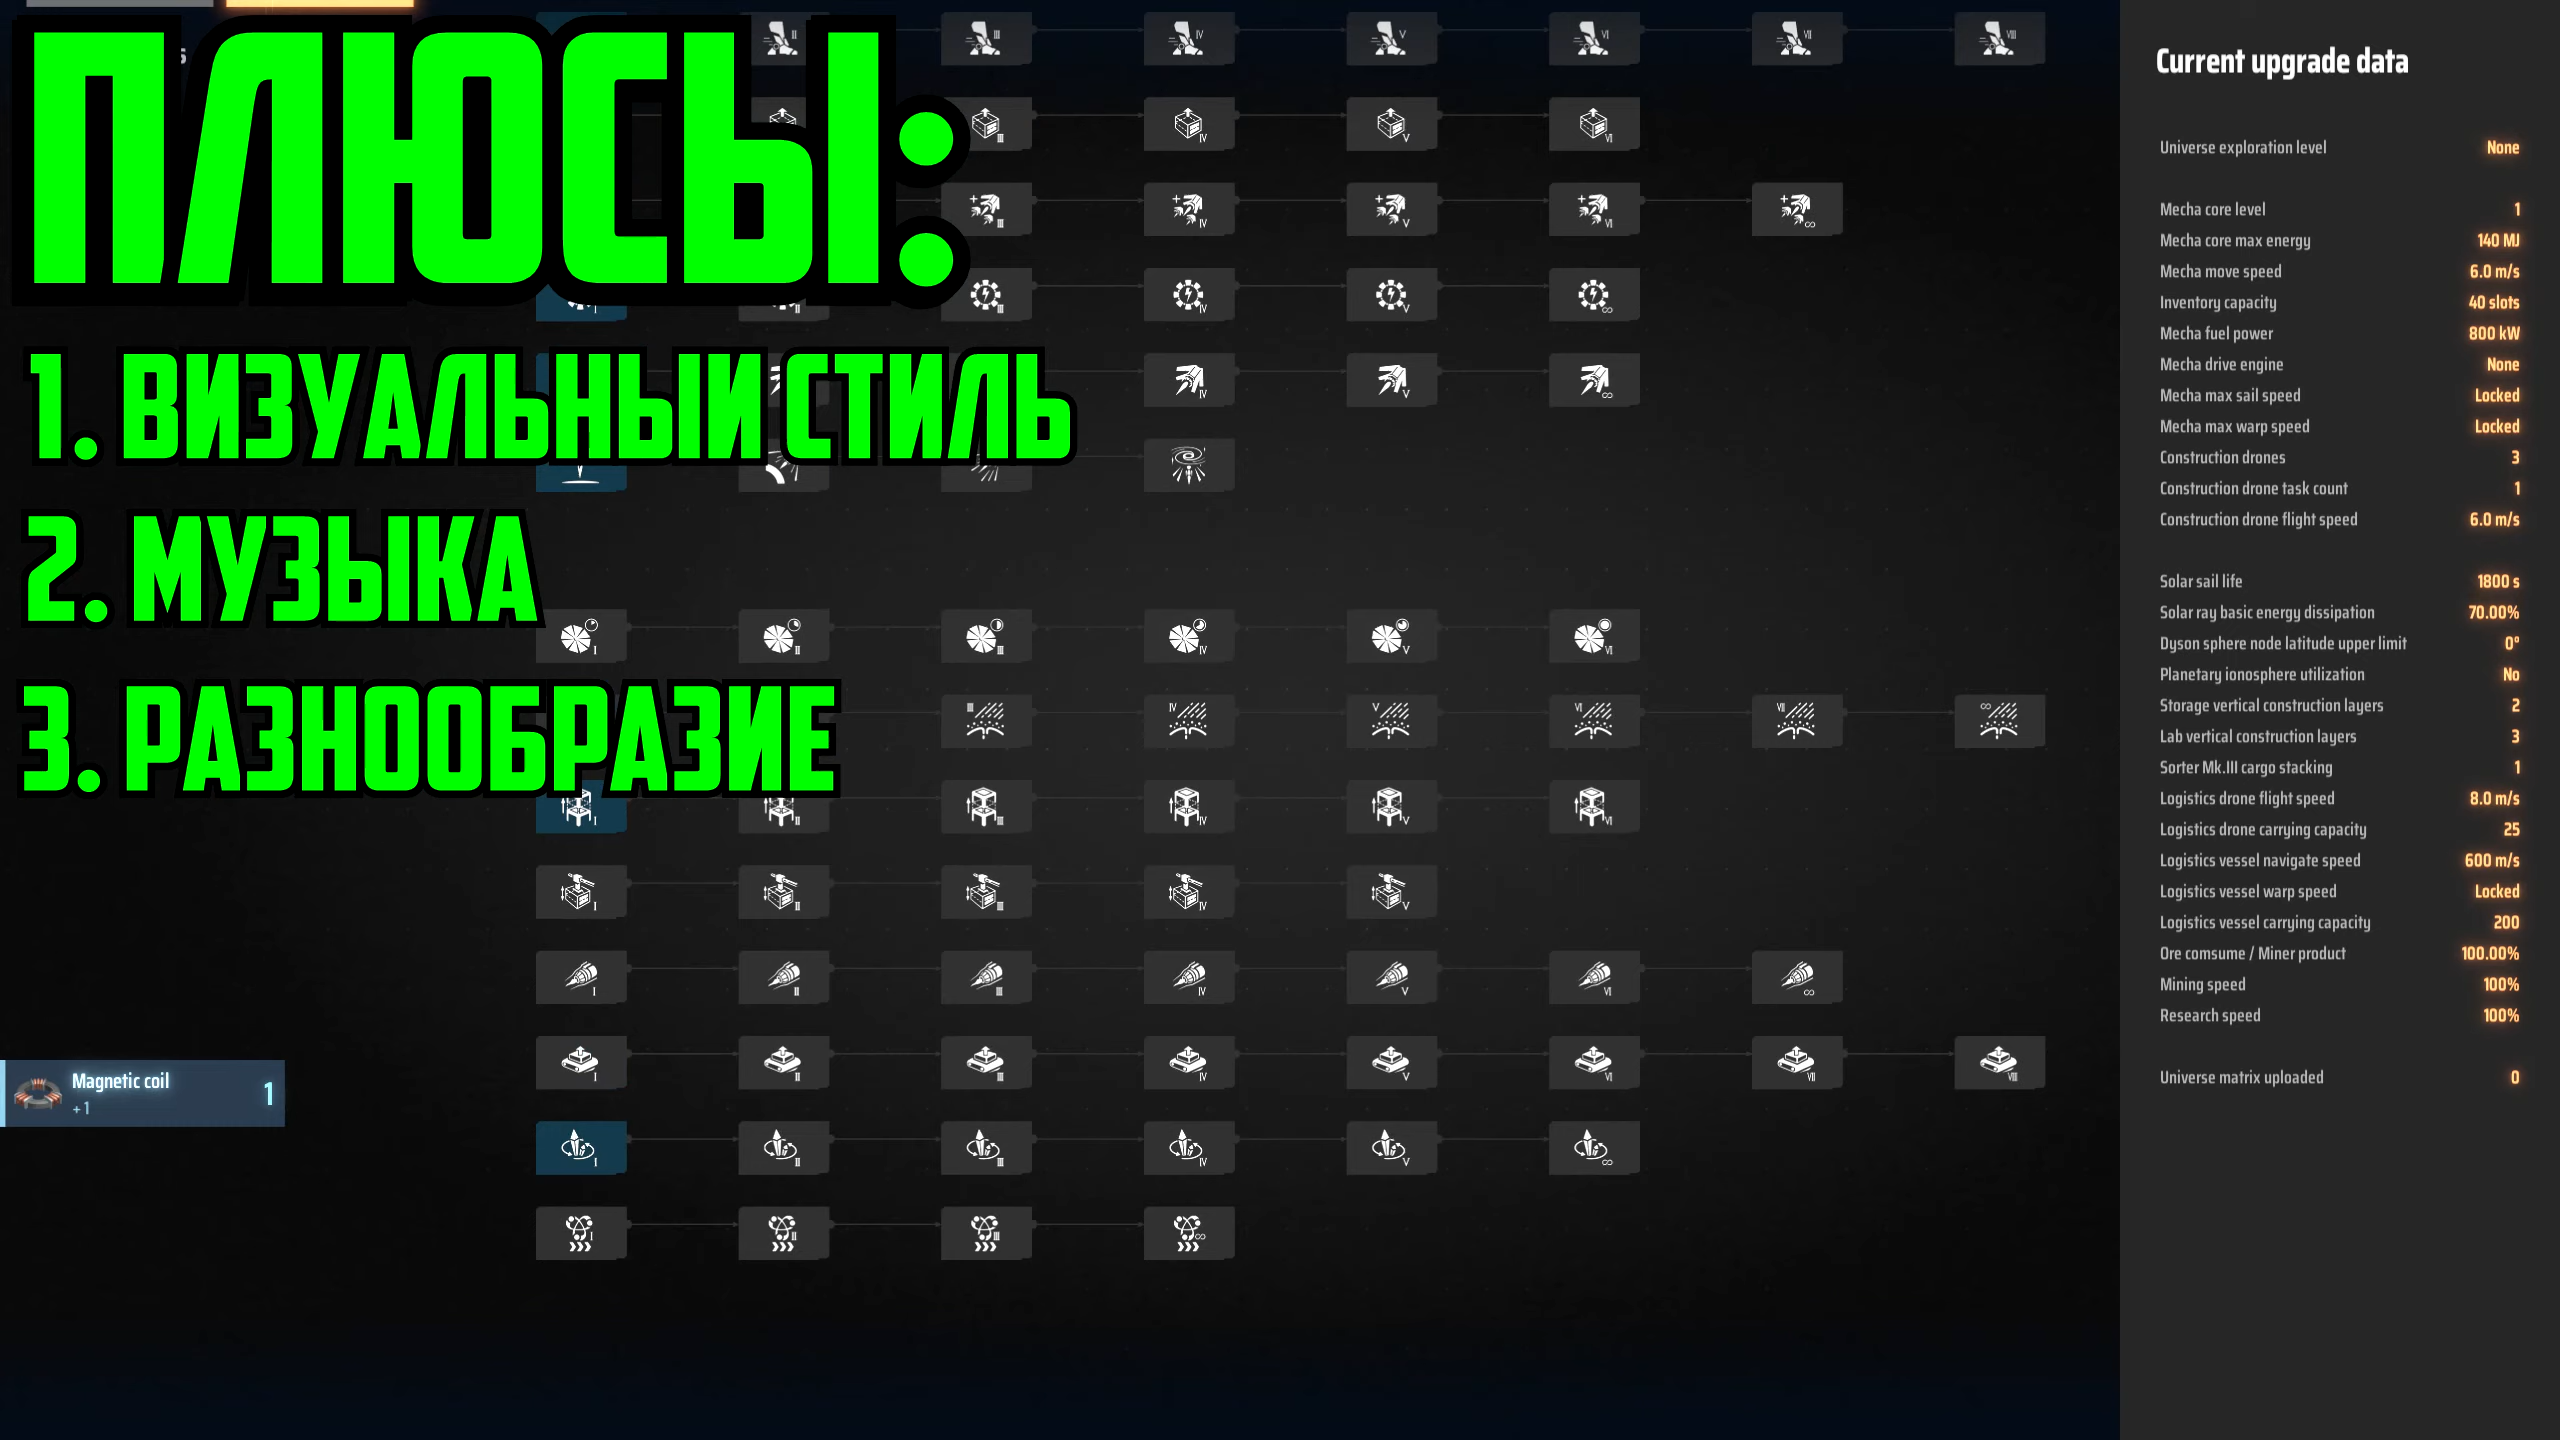 ПЛЮСЫ:
1. ВИЗУАЛЬНЫЙ СТИЛЬ
2. МУЗЫКА
3. РАЗНООБРАЗИЕ
Magnetic coil 1
+1
Current upgrade data
Universe exploration level None
Mecha core level 1
Mecha core max energy 140 MJ
Mecha move speed 6.0 m/s
Inventory capacity 40 slots
Mecha fuel power 800 kW
Mecha drive engine None
Mecha max sail speed Locked
Mecha max warp speed Locked
Construction drones 3
Construction drone task count 1
Construction drone flight speed 6.0 m/s
Solar sail life 1800 s
Solar ray basic energy dissipation 70.00%
Dyson sphere node latitude upper limit 0°
Planetary ionosphere utilization No
Storage vertical construction layers 2
Lab vertical construction layers 3
Sorter Mk.III cargo stacking 1
Logistics drone flight speed 8.0 m/s
Logistics drone carrying capacity 25
Logistics vessel navigate speed 600 m/s
Logistics vessel warp speed Locked
Logistics vessel carrying capacity 200
Ore comsume / Miner product 100.00%
Mining speed 100%
Research speed 100%
Universe matrix uploaded 0